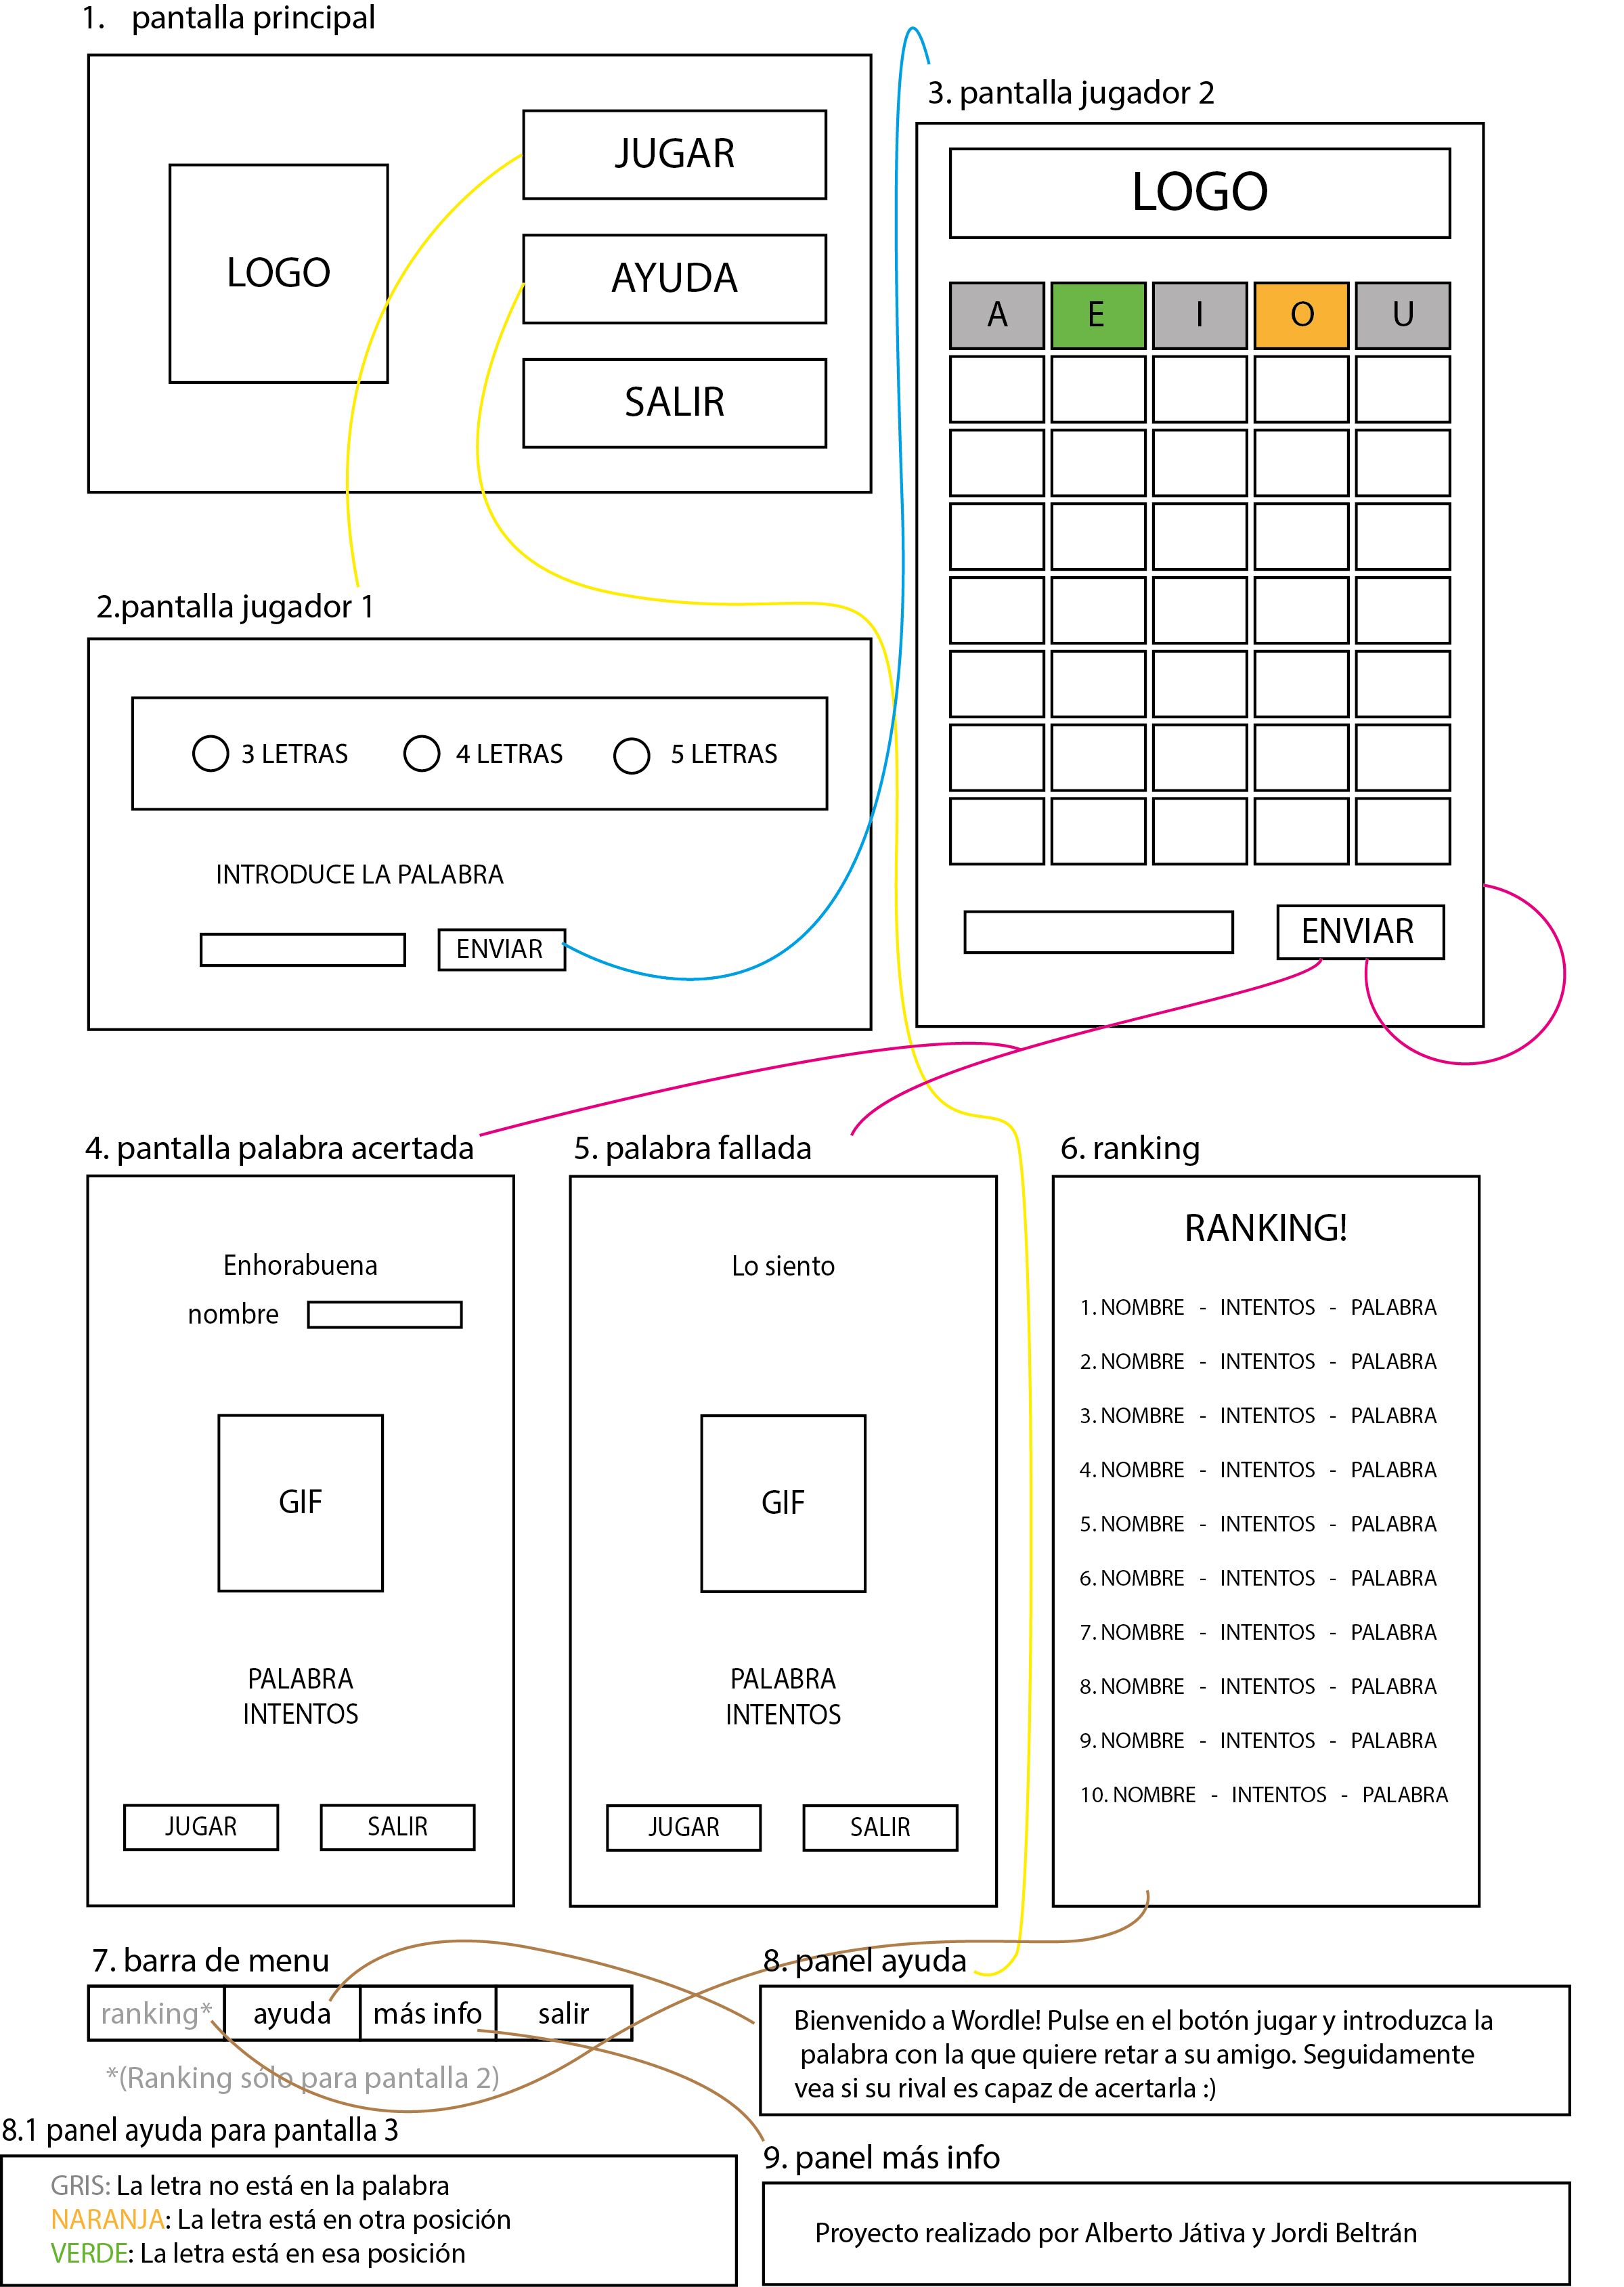 1. pantalla principal
LOGO
JUGAR
AYUDA
SALIR
2.pantalla jugador 1
3 LETRAS 4 LETRAS 5 LETRAS
INTRODUCE LA PALABRA
ENVIAR
3. pantalla jugador 2
LOGO
A E I O U
ENVIAR
4. pantalla palabra acertada
Enhorabuena
nombre
GIF
PALABRA
INTENTOS
JUGAR SALIR
5. palabra fallada
Lo siento
GIF
PALABRA
INTENTOS
JUGAR SALIR
6. ranking
RANKING!
1. NOMBRE - INTENTOS - PALABRA
2. NOMBRE - INTENTOS - PALABRA
3. NOMBRE - INTENTOS - PALABRA
4. NOMBRE - INTENTOS - PALABRA
5. NOMBRE - INTENTOS - PALABRA
6. NOMBRE - INTENTOS - PALABRA
7. NOMBRE - INTENTOS - PALABRA
8. NOMBRE - INTENTOS - PALABRA
9. NOMBRE - INTENTOS - PALABRA
10. NOMBRE - INTENTOS - PALABRA
7. barra de menu
ranking* ayuda más info salir
*(Ranking sólo para pantalla 2)
8. panel ayuda
Bienvenido a Wordle! Pulse en el botón jugar y introduzca la
palabra con la que quiere retar a su amigo. Seguidamente
vea si su rival es capaz de acertarla :)
8.1 panel ayuda para pantalla 3
GRIS: La letra no está en la palabra
NARANJA: La letra está en otra posición
VERDE: La letra está en esa posición
9. panel más info
Proyecto realizado por Alberto Játiva y Jordi Beltrán